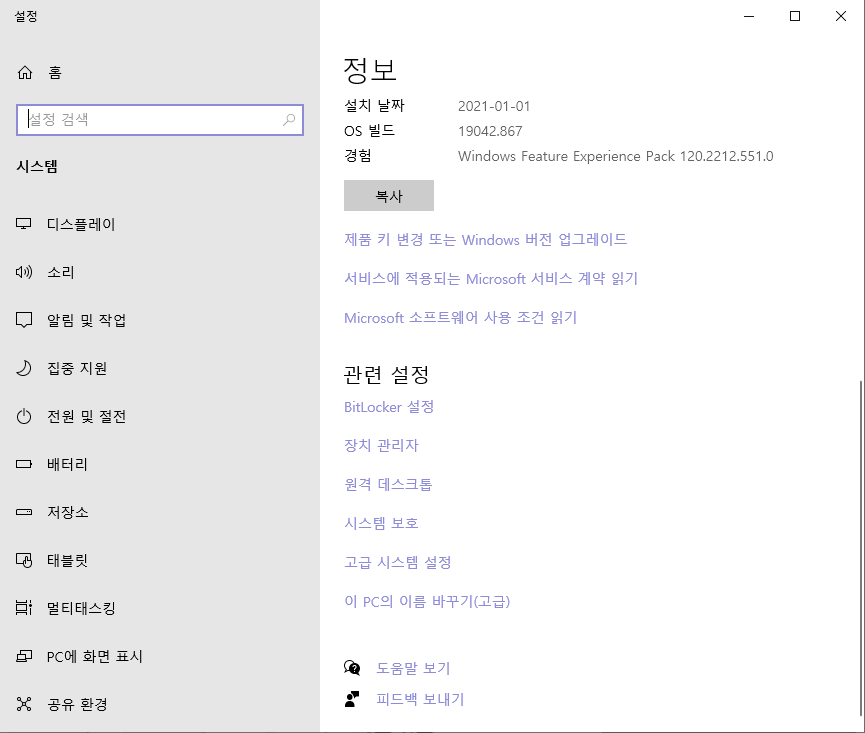 설정
홈
설정 검색
시스템
디스플레이
소리
알림 및 작업
집중 지원
전원 및 절전
배터리
저장소
태블릿
멀티태스킹
PC에 화면 표시
공유 환경
정보
설치 날짜 2021-01-01
OS 빌드 19042.867
경험 Windows Feature Experience Pack 120.2212.551.0
복사
제품 키 변경 또는 Windows 버전 업그레이드
서비스에 적용되는 Microsoft 서비스 계약 읽기
Microsoft 소프트웨어 사용 조건 읽기
관련 설정
BitLocker 설정
장치 관리자
원격 데스크톱
시스템 보호
고급 시스템 설정
이 PC의 이름 바꾸기(고급)
도움말 보기
피드백 보내기